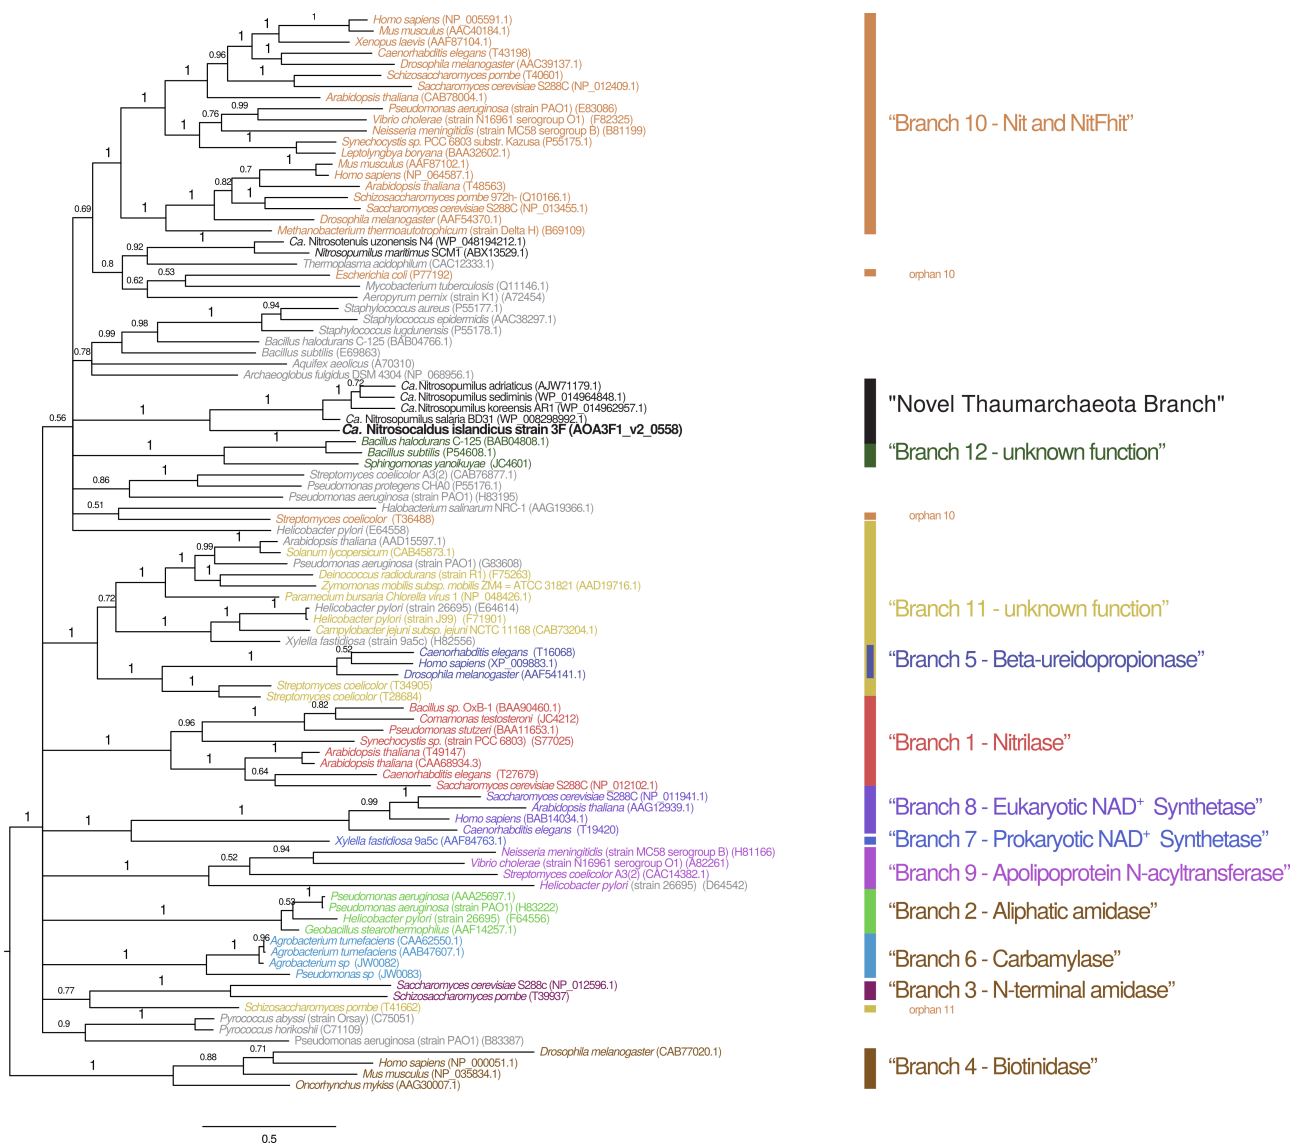 Homo sapiens (NP_005591.1)
Mus musculus (AAC40184.1)
Xenopus laevis (AAF87104.1)
Caenorhabditis elegans (T43198)
Drosophila melanogaster (AAC39137.1)
Schizosaccharomyces pombe (T40601)
Saccharomyces cerevisiae S288C (NP_012409.1)
Arabidopsis thaliana (CAB78004.1)
Pseudomonas aeruginosa (strain PAO1) (E83086)
Vibrio cholerae (strain N16961 serogroup O1) (F82325)
Neisseria meningitidis (strain MC58 serogroup B) (B81199)
Synechocystis sp. PCC 6803 substr. Kazusa (P55175.1)
Leptolyngbya boryana (BAA32602.1)
Mus musculus (AAF87102.1)
Homo sapiens (NP_064587.1)
Arabidopsis thaliana (T48563)
Schizosaccharomyces pombe 972h- (Q10166.1)
Saccharomyces cerevisiae S288C (NP_013455.1)
Drosophila melanogaster (AAF54370.1)
Methanobacterium thermoautotrophicum (strain Delta H) (B69109)
Ca. Nitrosotenuis uzonensis N4 (WP_048194212.1)
Nitrosopumilus maritimus SCM1 (ABX13529.1)
Thermoplasma acidophilum (CAC12333.1)
Escherichia coli (P77192)
Mycobacterium tuberculosis (Q11146.1)
Aeropyrum pernix (strain K1) (A72454)
Staphylococcus aureus (P55177.1)
Staphylococcus epidermidis (AAC38297.1)
Staphylococcus lugdunensis (P55178.1)
Bacillus halodurans C-125 (BAB04766.1)
Bacillus subtilis (E69863)
Aquifex aeolicus (A70310)
Archaeoglobus fulgidus DSM 4304 (NP_068956.1)
Ca. Nitrosopumilus adriaticus (AJW71179.1)
Ca. Nitrosopumilus sediminis (WP_014964848.1)
Ca. Nitrosopumilus koreensis AR1 (WP_014962957.1)
Ca. Nitrosopumilus salaria BD31 (WP_008298992.1)
Ca. Nitrosocaldus islandicus strain 3F (AOA3F1_v2_0558)
Bacillus halodurans C-125 (BAB04808.1)
Bacillus subtilis (P54608.1)
Sphingomonas yanoikuyae (JC4601)
Streptomyces coelicolor A3(2) (CAB76877.1)
Pseudomonas protegens CHA0 (P55176.1)
Pseudomonas aeruginosa (strain PAO1) (H83195)
Halobacterium salinarum NRC-1 (AAG19366.1)
Streptomyces coelicolor (T36488)
Helicobacter pylori (E64558)
Arabidopsis thaliana (AAD15597.1)
Solanum lycopersicum (CAB45873.1)
Pseudomonas aeruginosa (strain PAO1) (G83608)
Deinococcus radiodurans (strain R1) (F75263)
Zymomonas mobilis subsp. mobilis ZM4 = ATCC 31821 (AAD19716.1)
Paramecium bursaria Chlorella virus 1 (NP_048426.1)
Helicobacter pylori (strain 26695) (E64614)
Helicobacter pylori (strain J99) (F71901)
Campylobacter jejuni subsp. jejuni NCTC 11168 (CAB73204.1)
Xylella fastidiosa (strain 9a5c) (H82556)
Caenorhabditis elegans (T16068)
Homo sapiens (XP_009883.1)
Drosophila melanogaster (AAF54141.1)
Streptomyces coelicolor (T34905)
Streptomyces coelicolor (T28684)
Bacillus sp. OxB-1 (BAA90460.1)
Comamonas testosteroni (JC4212)
Pseudomonas stutzeri (BAA11653.1)
Synechocystis sp. (strain PCC 6803) (S77025)
Arabidopsis thaliana (T49147)
Arabidopsis thaliana (CAA68934.3)
Caenorhabditis elegans (T27679)
Saccharomyces cerevisiae S288C (NP_012102.1)
Saccharomyces cerevisiae S288C (NP_011941.1)
Arabidopsis thaliana (AAG12939.1)
Homo sapiens (BAB14034.1)
Caenorhabditis elegans (T19420)
Xylella fastidiosa 9a5c (AAF84763.1)
Neisseria meningitidis (strain MC58 serogroup B) (H81166)
Vibrio cholerae (strain N16961 serogroup O1) (A82261)
Streptomyces coelicolor A3(2) (CAC14382.1)
Helicobacter pylori (strain 26695) (D64542)
Pseudomonas aeruginosa (AAA25697.1)
Pseudomonas aeruginosa (strain PAO1) (H83222)
Helicobacter pylori (strain 26695) (F64556)
Geobacillus stearothermophilus (AAF14257.1)
Agrobacterium tumefaciens (CAA62550.1)
Agrobacterium tumefaciens (AAB47607.1)
Agrobacterium sp (JW0082)
Pseudomonas sp (JW0083)
Saccharomyces cerevisiae S288c (NP_012596.1)
Schizosaccharomyces pombe (T39937)
Schizosaccharomyces pombe (T41662)
Pyrococcus abyssi (strain Orsay) (C75051)
Pyrococcus horikoshii (C71109)
Pseudomonas aeruginosa (strain PAO1) (B83387)
Drosophila melanogaster (CAB77020.1)
Homo sapiens (NP_000051.1)
Mus musculus (NP_035834.1)
Oncorhynchus mykiss (AAG30007.1)
0.5
“Branch 10 - Nit and NitFhit”
orphan 10
"Novel Thaumarchaeota Branch"
“Branch 12 - unknown function”
orphan 10
“Branch 11 - unknown function”
“Branch 5 - Beta-ureidopropionase”
“Branch 1 - Nitrilase”
“Branch 8 - Eukaryotic NAD+ Synthetase”
“Branch 7 - Prokaryotic NAD+ Synthetase”
“Branch 9 - Apolipoprotein N-acyltransferase”
“Branch 2 - Aliphatic amidase”
“Branch 6 - Carbamylase”
“Branch 3 - N-terminal amidase”
orphan 11
“Branch 4 - Biotinidase”